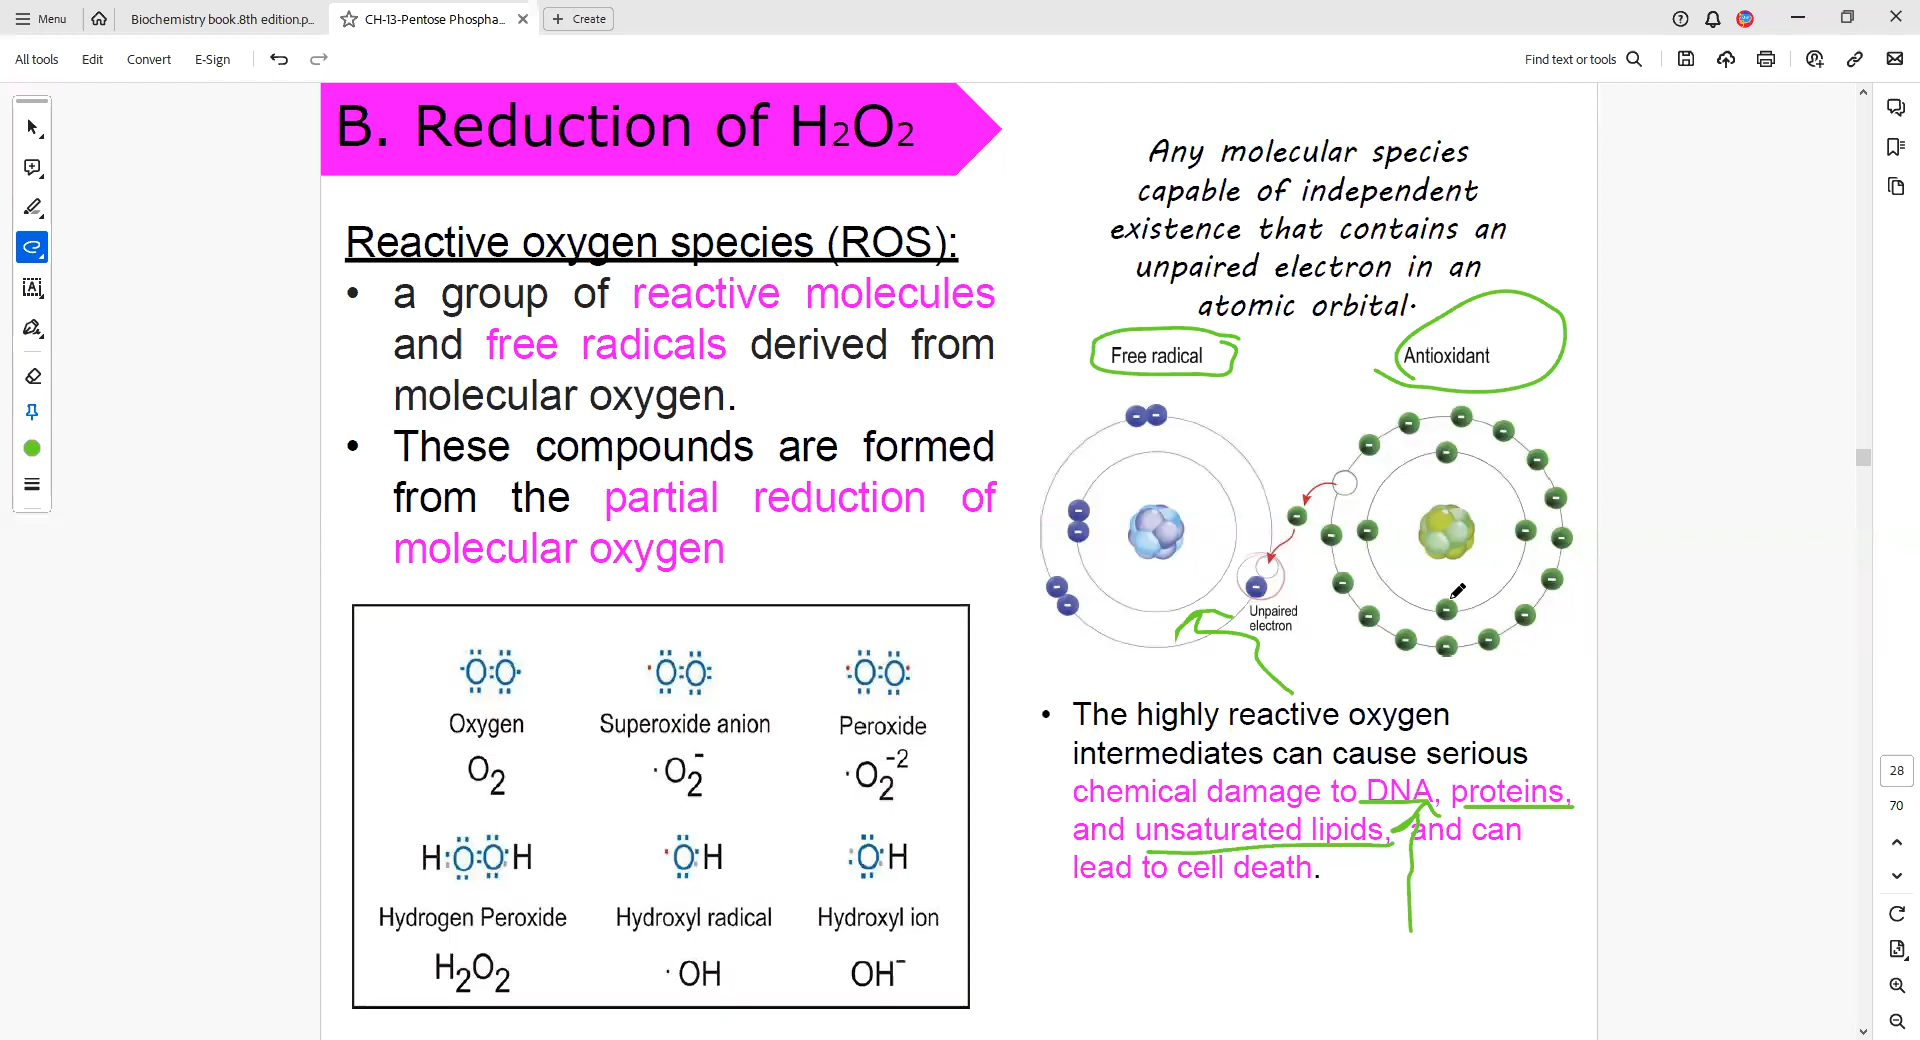 Menu
Biochemistry book.8th edition.p...
CH-13-Pentose Phospha...
Create
All tools
Edit
Convert
E-Sign
Find text or tools
B. Reduction of H₂O₂
Reactive oxygen species (ROS):
• a group of reactive molecules
and free radicals derived from
molecular oxygen.
• These compounds are formed
from the partial reduction of
molecular oxygen
·O:O·
:O:O:
:O:O:
Oxygen
Superoxide anion
Peroxide
O₂
·O₂⁻
·O₂⁻²
H:O:O:H
·O:H
:O:H
Hydrogen Peroxide
Hydroxyl radical
Hydroxyl ion
H₂O₂
·OH
OH⁻
Any molecular species
capable of independent
existence that contains an
unpaired electron in an
atomic orbital.
Free radical
Antioxidant
Unpaired
electron
• The highly reactive oxygen
intermediates can cause serious
chemical damage to DNA, proteins,
and unsaturated lipids, and can
lead to cell death.
28
70